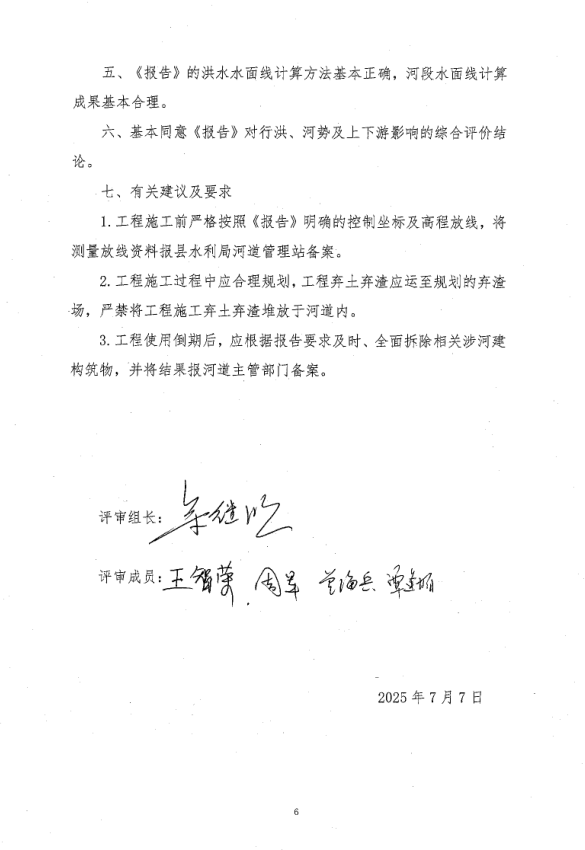 五、《报告》的洪水水面线计算方法基本正确，河段水面线计算
成果基本合理。
六、基本同意《报告》对行洪、河势及上下游影响的综合评价结
论。
七、有关建议及要求
1.工程施工前严格按照《报告》明确的控制坐标及高程放线，将
测量放线资料报县水利局河道管理站备案。
2.工程施工过程中应合理规划，工程弃土弃渣应运至规划的弃渣
场，严禁将工程施工弃土弃渣堆放于河道内。
3.工程使用倒期后，应根据报告要求及时、全面拆除相关涉河建
构筑物，并将结果报河道主管部门备案。
评审组长：
评审成员：王智荣 周军
2025年7月7日
6